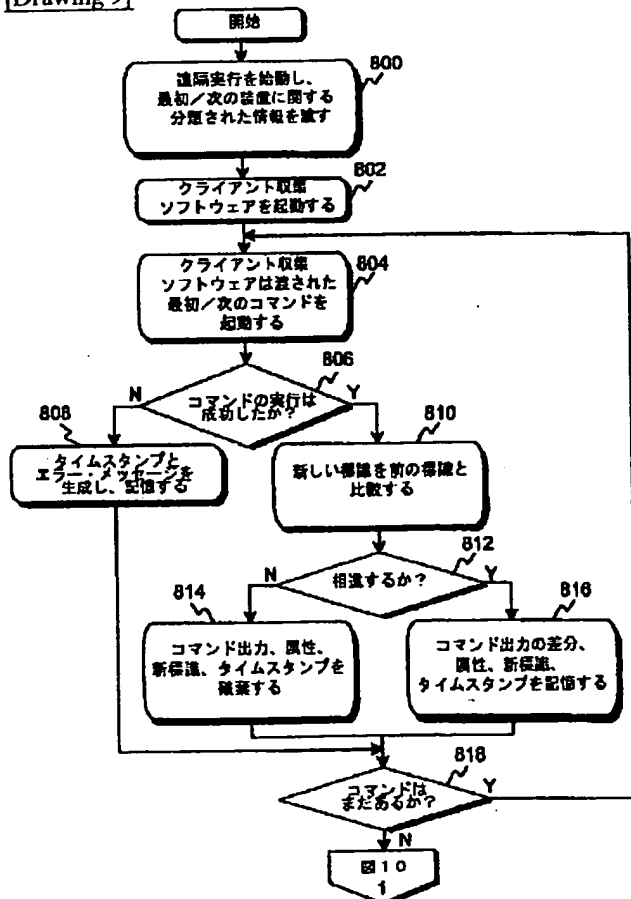 [Drawing 9]
開始
800
遠隔実行を始動し、
最初/次の装置に関する
分類された情報を渡す
802
クライアント収集
ソフトウェアを起動する
804
クライアント収集
ソフトウェアは渡された
最初/次のコマンドを
起動する
806
コマンドの実行は
成功したか?
N
Y
808
タイムスタンプと
エラー・メッセージを
生成し、記憶する
810
新しい標識を前の標識と
比較する
812
相違するか?
N
Y
814
コマンド出力、属性、
新標識、タイムスタンプを
破棄する
816
コマンド出力の差分、
属性、新標識、
タイムスタンプを記憶する
818
コマンドは
まだあるか?
Y
N
図10
1